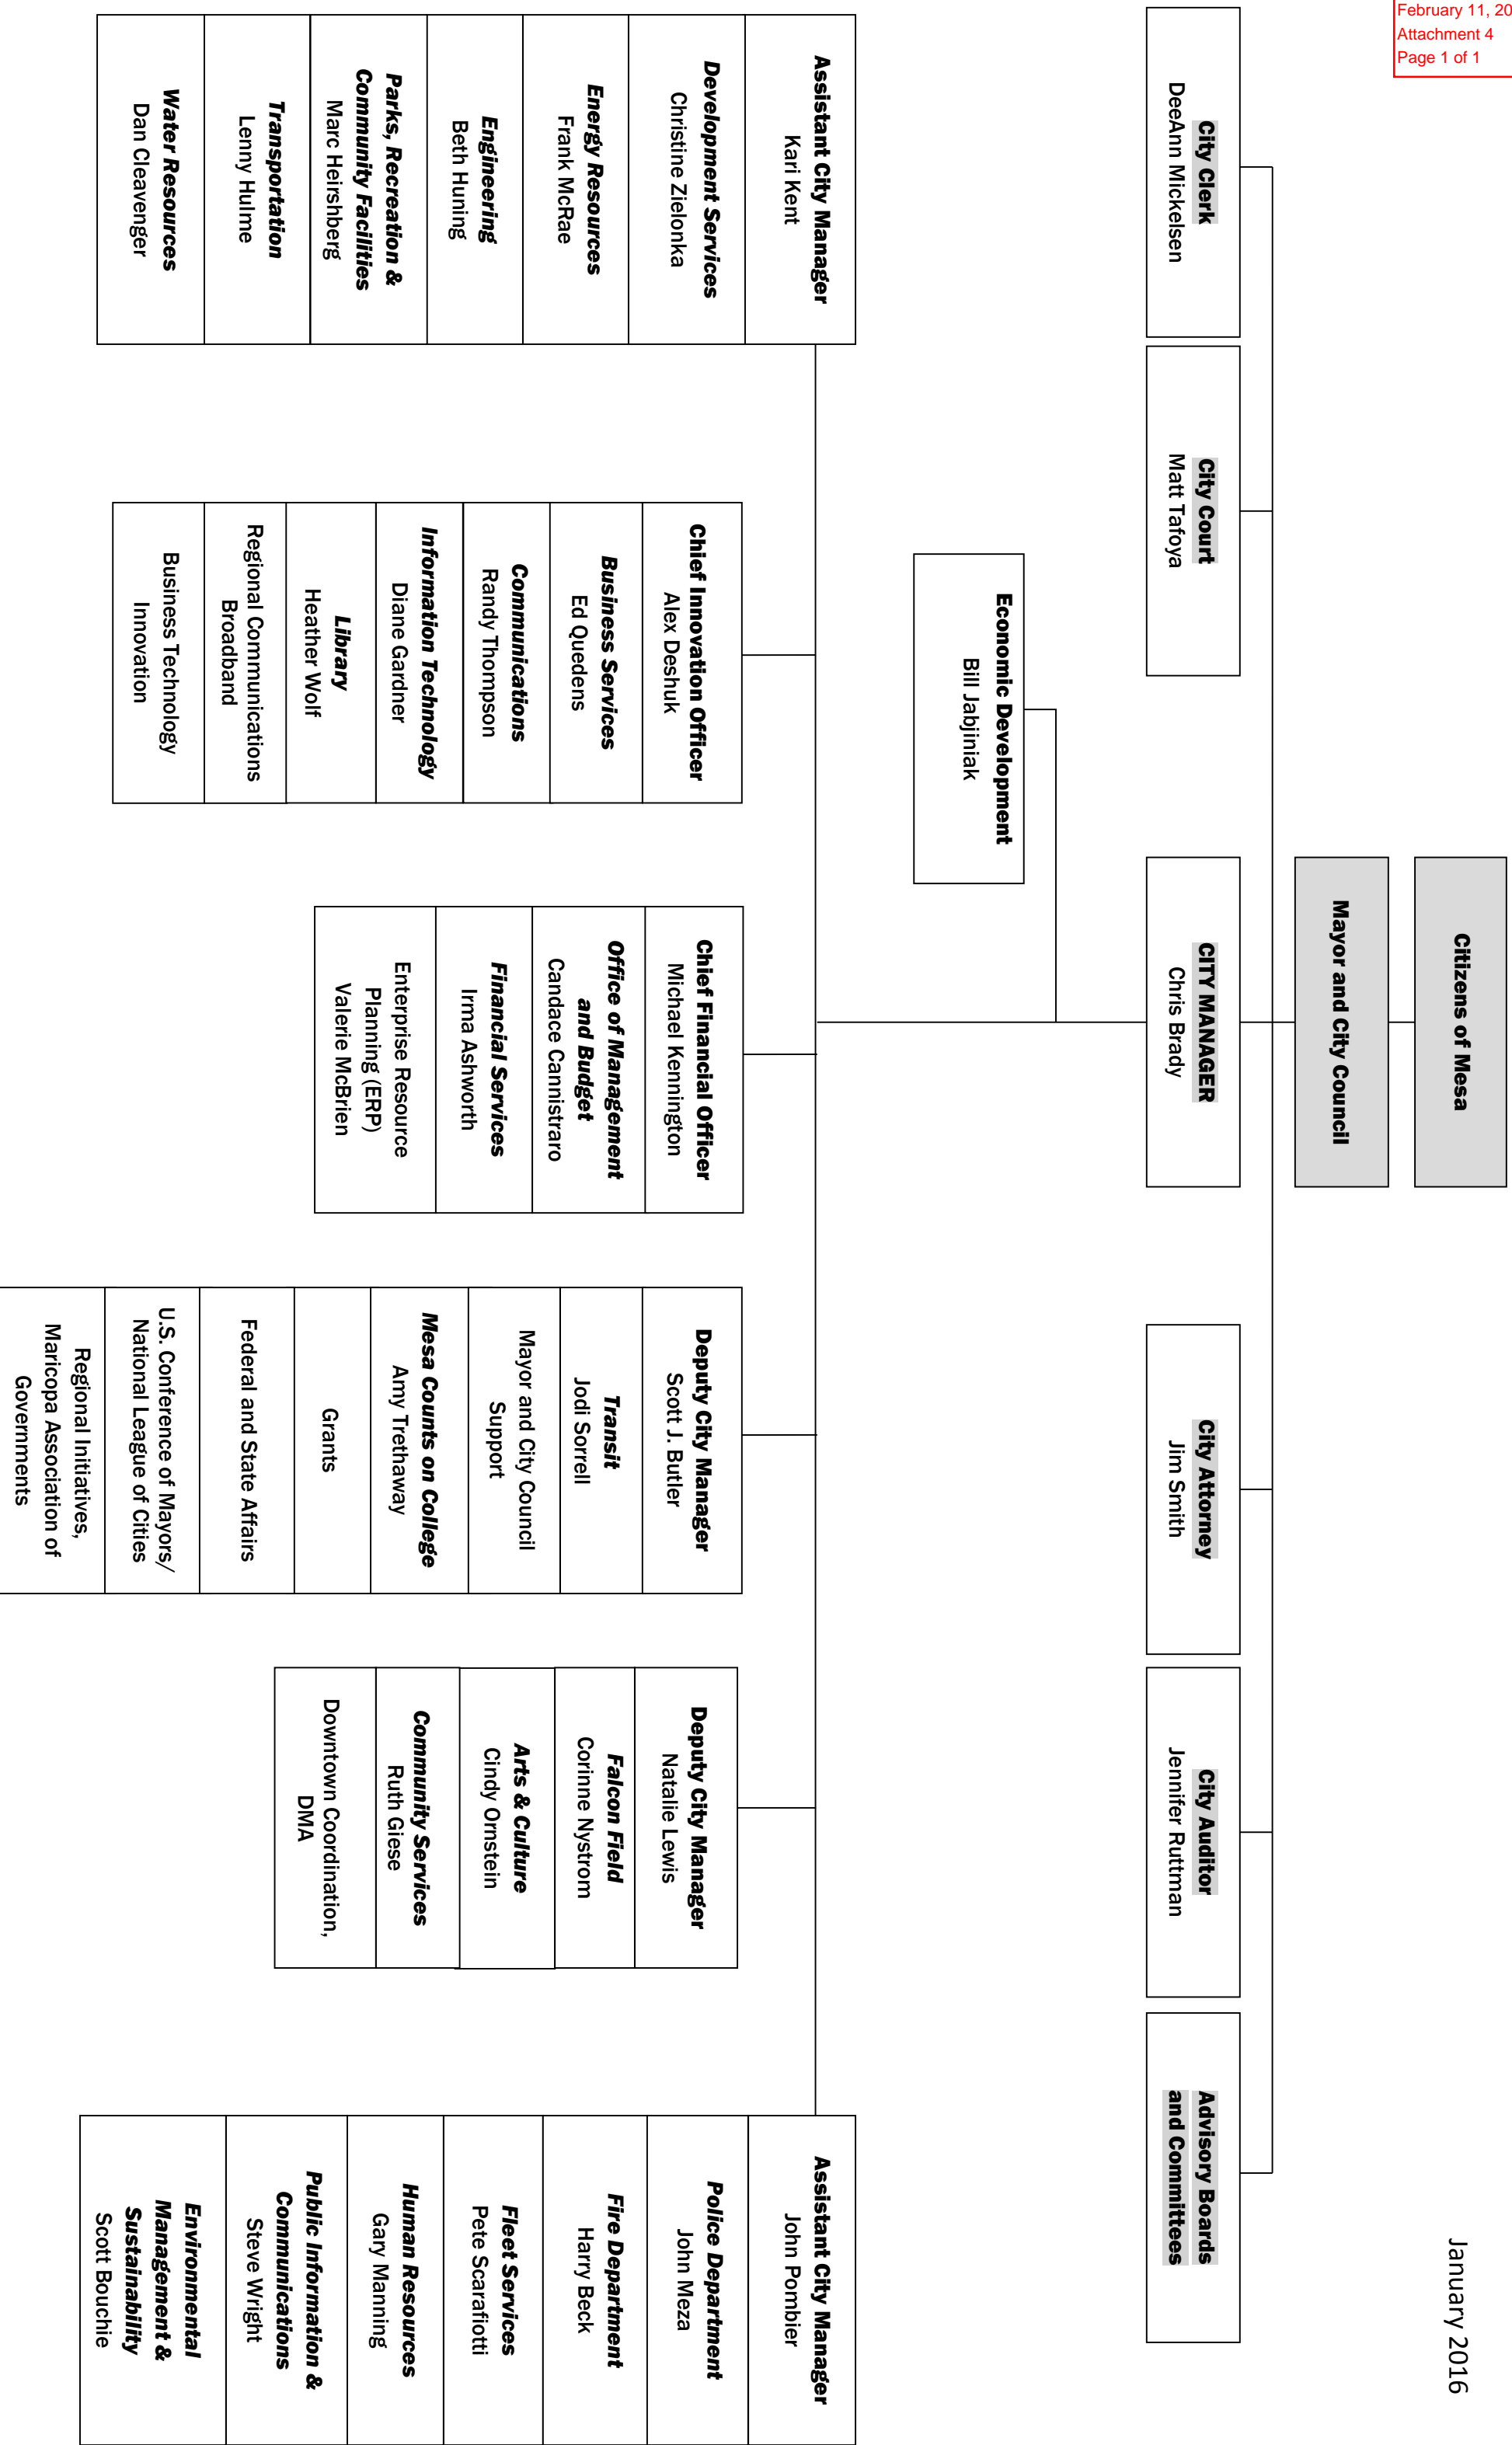 February 11, 20
Attachment 4
Page 1 of 1
January 2016
Citizens of Mesa
Mayor and City Council
City Clerk
DeeAnn Mickelsen
City Court
Matt Tafoya
CITY MANAGER
Chris Brady
City Attorney
Jim Smith
City Auditor
Jennifer Ruttman
Advisory Boards
and Committees
Economic Development
Bill Jabjiniak
Assistant City Manager
Kari Kent
Development Services
Christine Zielonka
Energy Resources
Frank McRae
Engineering
Beth Huning
Parks, Recreation &
Community Facilities
Marc Heirshberg
Transportation
Lenny Hulme
Water Resources
Dan Cleavenger
Chief Innovation Officer
Alex Deshuk
Business Services
Ed Quedens
Communications
Randy Thompson
Information Technology
Diane Gardner
Library
Heather Wolf
Regional Communications
Broadband
Business Technology
Innovation
Chief Financial Officer
Michael Kennington
Office of Management
and Budget
Candace Cannistraro
Financial Services
Irma Ashworth
Enterprise Resource
Planning (ERP)
Valerie McBrien
Deputy City Manager
Scott J. Butler
Transit
Jodi Sorrell
Mayor and City Council
Support
Mesa Counts on College
Amy Trethaway
Grants
Federal and State Affairs
U.S. Conference of Mayors/
National League of Cities
Regional Initiatives,
Maricopa Association of
Governments
Deputy City Manager
Natalie Lewis
Falcon Field
Corinne Nystrom
Arts & Culture
Cindy Ornstein
Community Services
Ruth Giese
Downtown Coordination,
DMA
Assistant City Manager
John Pombier
Police Department
John Meza
Fire Department
Harry Beck
Fleet Services
Pete Scarafiotti
Human Resources
Gary Manning
Public Information &
Communications
Steve Wright
Environmental
Management &
Sustainability
Scott Bouchie